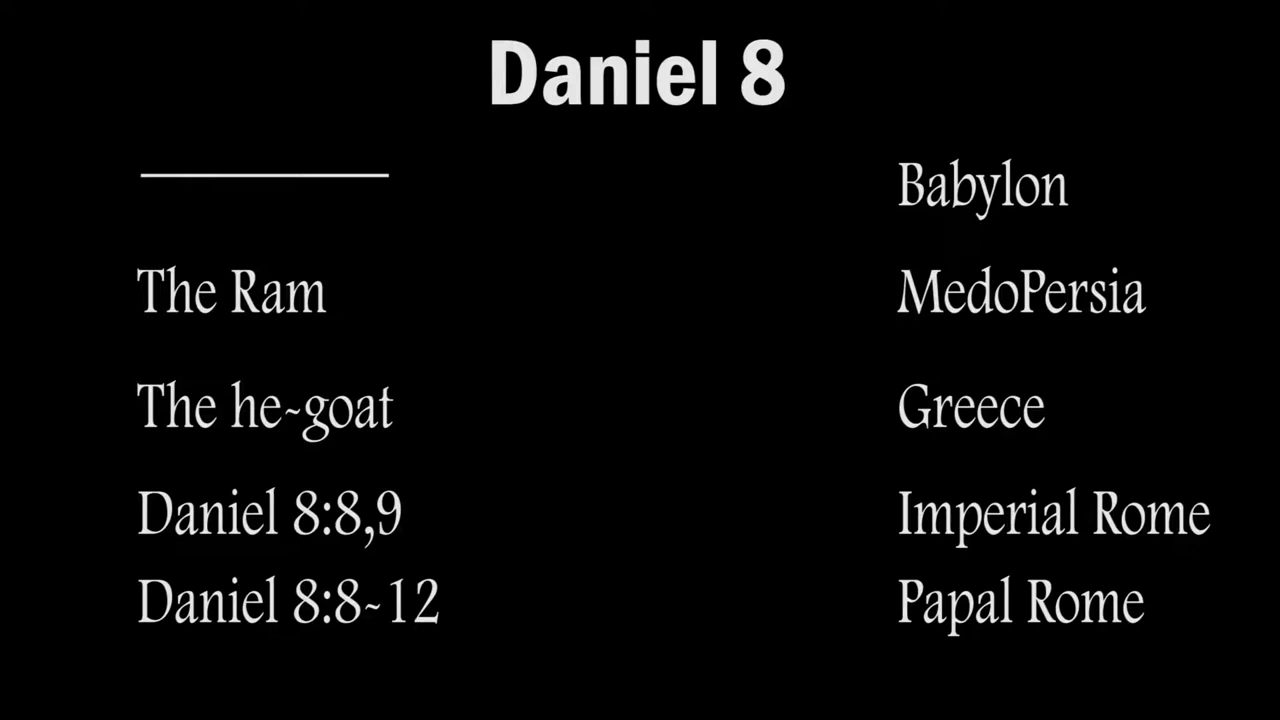 Daniel 8
Babylon
The Ram MedoPersia
The he-goat Greece
Daniel 8:8,9 Imperial Rome
Daniel 8:8-12 Papal Rome